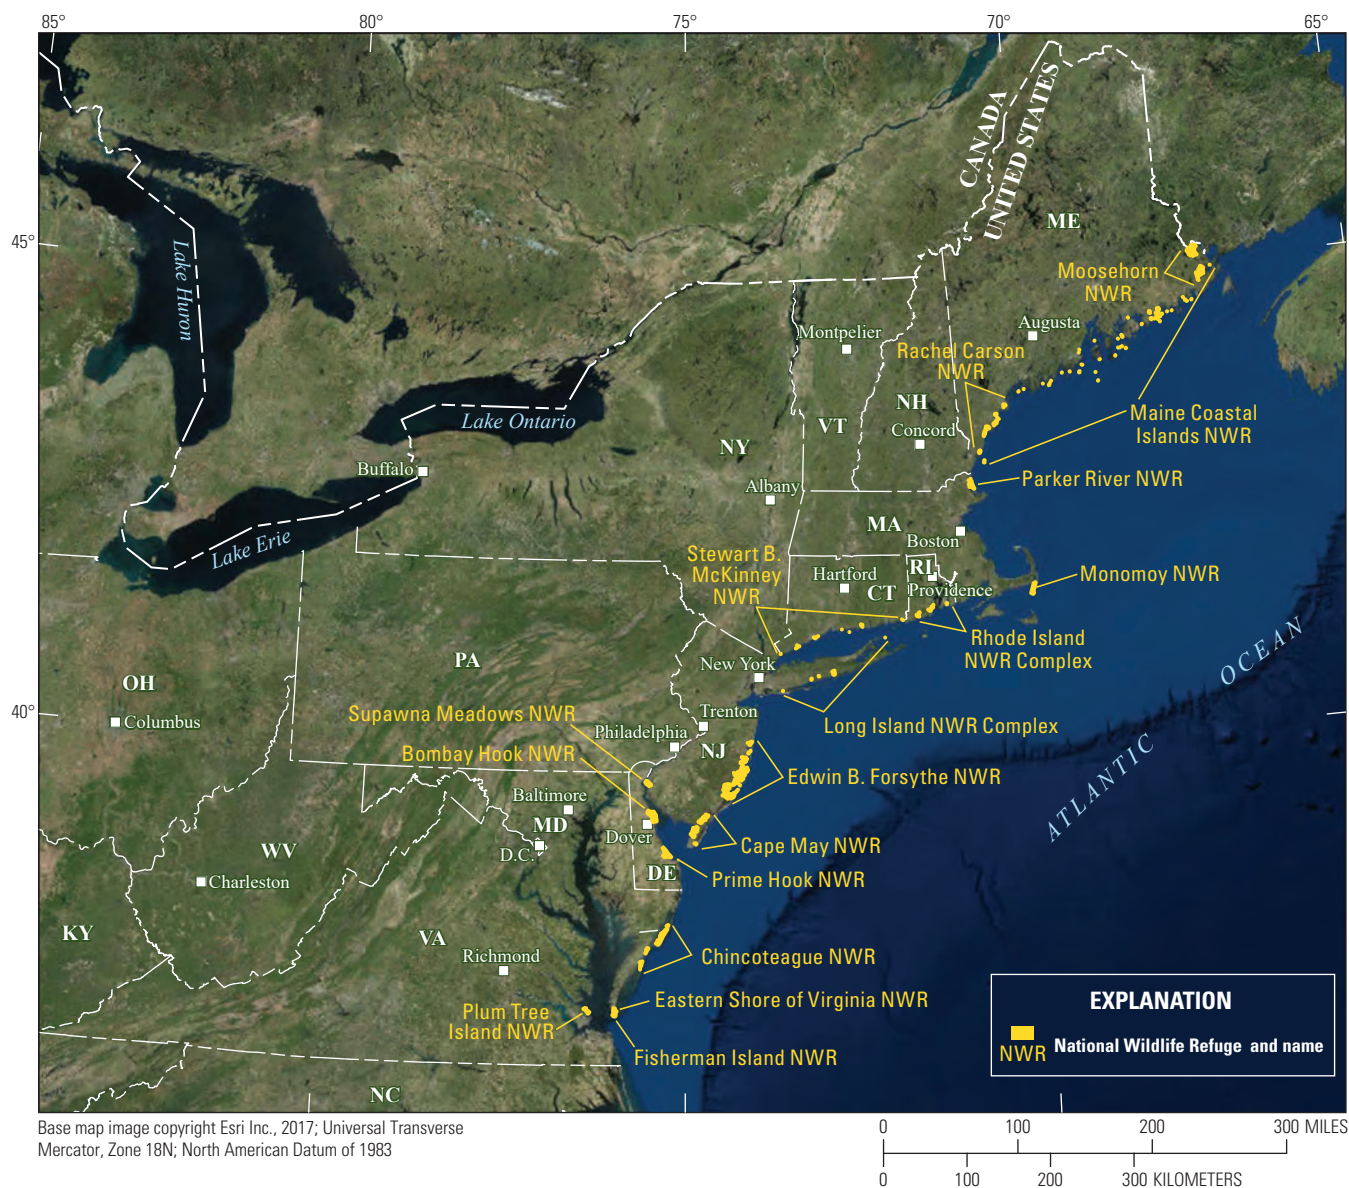 85°
80°
75°
70°
65°
CANADA
UNITED STATES
ME
45°
Lake Huron
Moosehorn
NWR
Augusta
Montpelier
Rachel Carson
NWR
Lake Ontario
NH
VT
Concord
Maine Coastal
Islands NWR
NY
Buffalo
Albany
Parker River NWR
MA
Boston
Lake Erie
Stewart B.
McKinney
NWR
Hartford
CT
RI
Providence
Monomoy NWR
Rhode Island
NWR Complex
OCEAN
PA
New York
OH
40°
Columbus
Supawna Meadows NWR
Trenton
Long Island NWR Complex
Philadelphia
NJ
Bombay Hook NWR
Edwin B. Forsythe NWR
ATLANTIC
Baltimore
MD
Dover
D.C.
Cape May NWR
WV
DE
Prime Hook NWR
Charleston
KY
VA
Richmond
Chincoteague NWR
Eastern Shore of Virginia NWR
Plum Tree
Island NWR
Fisherman Island NWR
NC
EXPLANATION
NWR
National Wildlife Refuge and name
Base map image copyright Esri Inc., 2017; Universal Transverse
Mercator, Zone 18N; North American Datum of 1983
0 100 200 300 MILES
0 100 200 300 KILOMETERS